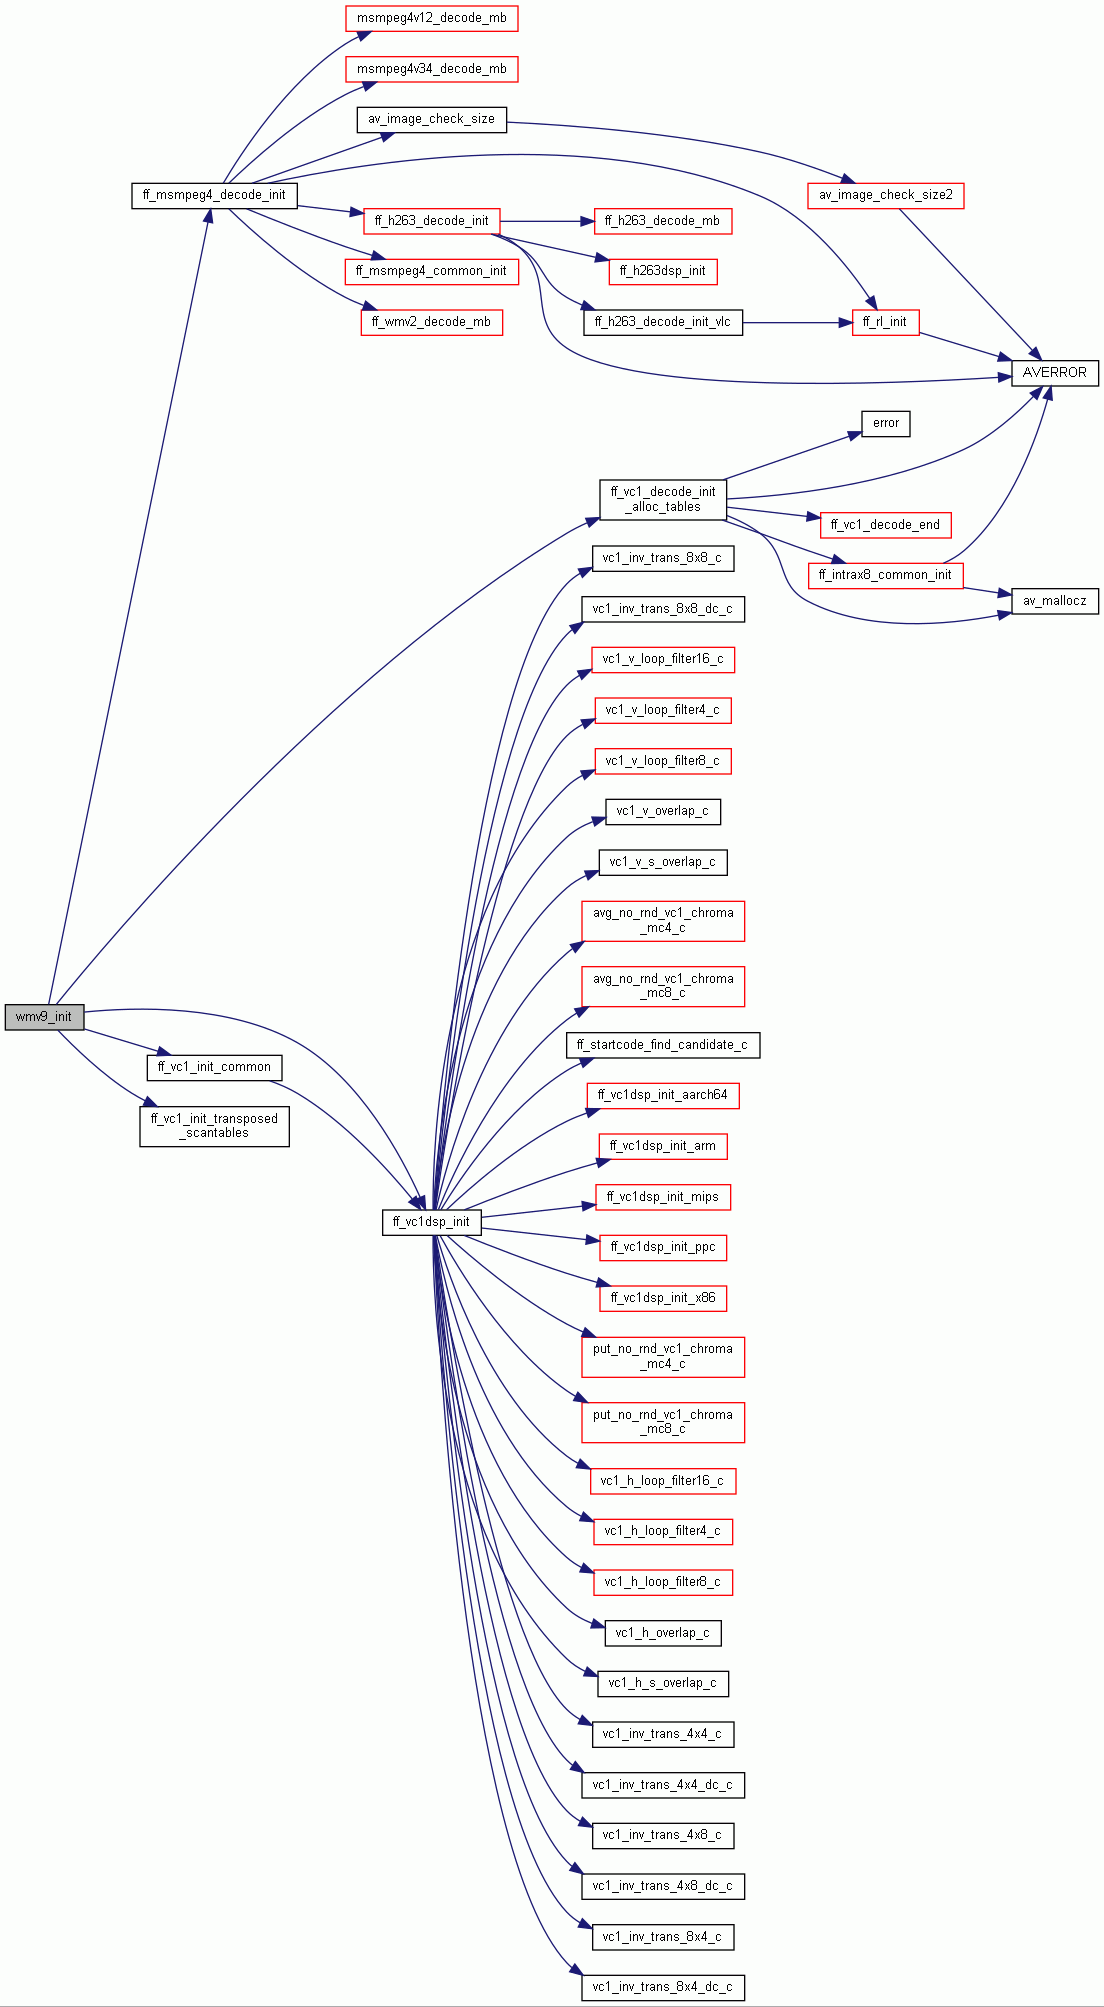 msmpeg4v12_decode_mb
msmpeg4v34_decode_mb
av_image_check_size
ff_msmpeg4_decode_init
av_image_check_size2
ff_h263_decode_init
ff_h263_decode_mb
ff_msmpeg4_common_init
ff_h263dsp_init
ff_wmv2_decode_mb
ff_h263_decode_init_vlc
ff_rl_init
AVERROR
error
ff_vc1_decode_init
_alloc_tables
ff_vc1_decode_end
vc1_inv_trans_8x8_c
ff_intrax8_common_init
av_mallocz
vc1_inv_trans_8x8_dc_c
vc1_v_loop_filter16_c
vc1_v_loop_filter4_c
vc1_v_loop_filter8_c
vc1_v_overlap_c
vc1_v_s_overlap_c
avg_no_rnd_vc1_chroma
_mc4_c
avg_no_rnd_vc1_chroma
_mc8_c
wmv9_init
ff_startcode_find_candidate_c
ff_vc1_init_common
ff_vc1dsp_init_aarch64
ff_vc1_init_transposed
_scantables
ff_vc1dsp_init_arm
ff_vc1dsp_init_mips
ff_vc1dsp_init
ff_vc1dsp_init_ppc
ff_vc1dsp_init_x86
put_no_rnd_vc1_chroma
_mc4_c
put_no_rnd_vc1_chroma
_mc8_c
vc1_h_loop_filter16_c
vc1_h_loop_filter4_c
vc1_h_loop_filter8_c
vc1_h_overlap_c
vc1_h_s_overlap_c
vc1_inv_trans_4x4_c
vc1_inv_trans_4x4_dc_c
vc1_inv_trans_4x8_c
vc1_inv_trans_4x8_dc_c
vc1_inv_trans_8x4_c
vc1_inv_trans_8x4_dc_c